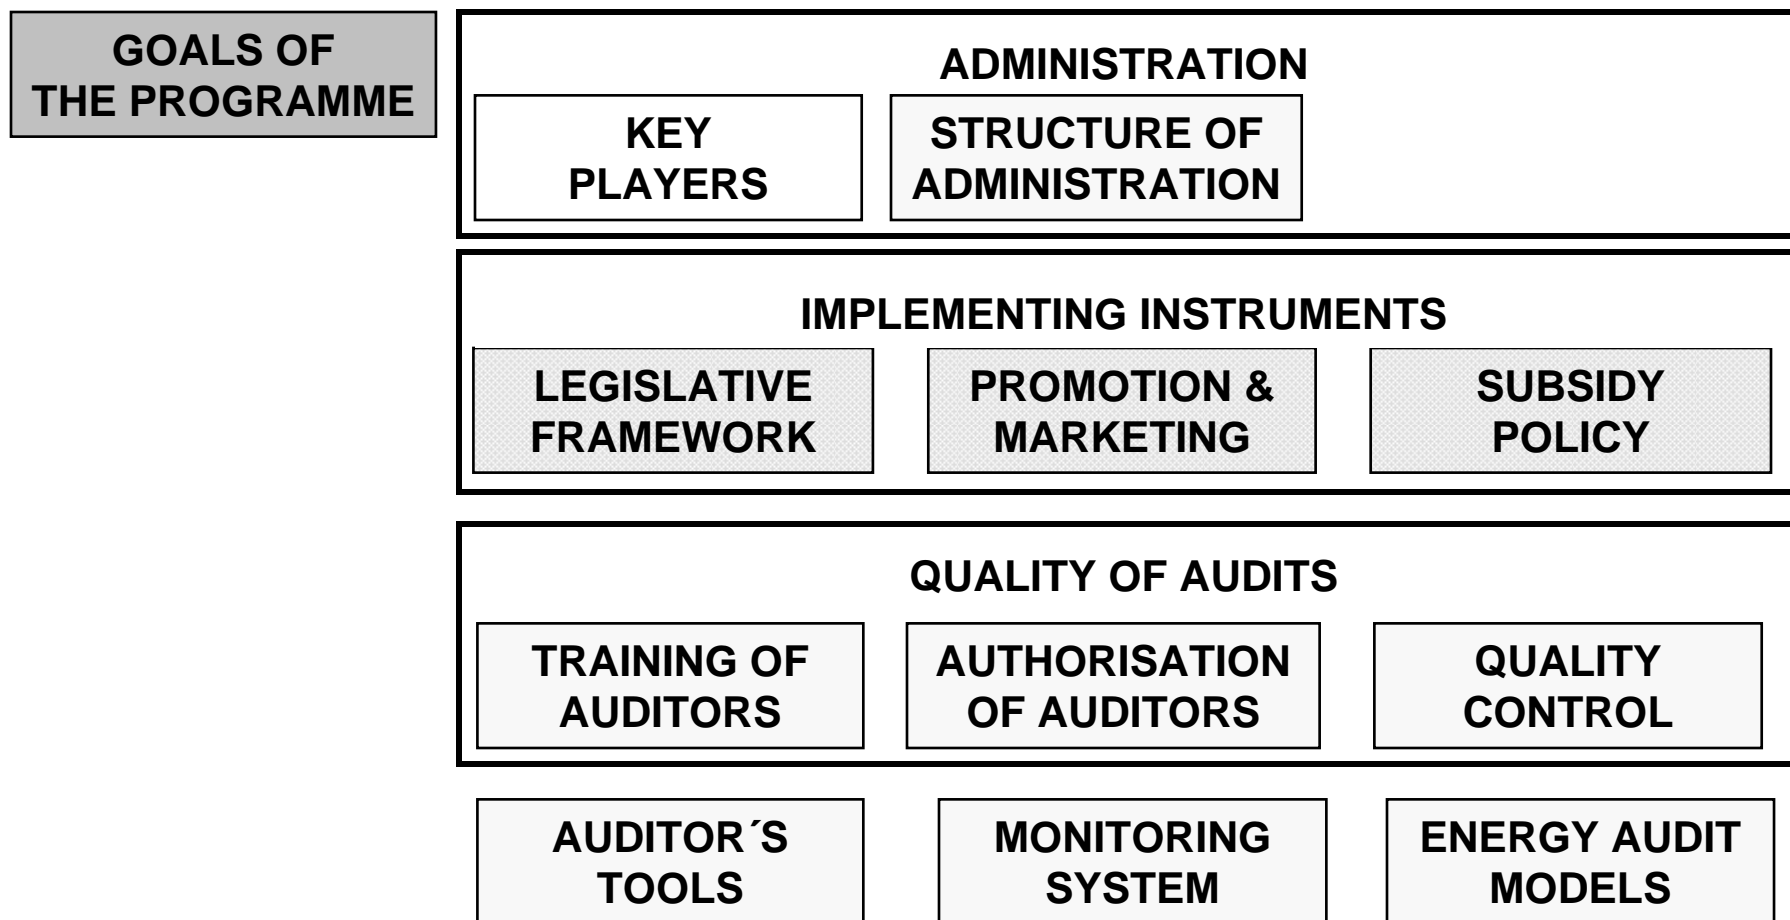 GOALS OF
THE PROGRAMME
ADMINISTRATION
KEY
PLAYERS
STRUCTURE OF
ADMINISTRATION
IMPLEMENTING INSTRUMENTS
LEGISLATIVE
FRAMEWORK
PROMOTION &
MARKETING
SUBSIDY
POLICY
QUALITY OF AUDITS
TRAINING OF
AUDITORS
AUTHORISATION
OF AUDITORS
QUALITY
CONTROL
AUDITOR´S
TOOLS
MONITORING
SYSTEM
ENERGY AUDIT
MODELS